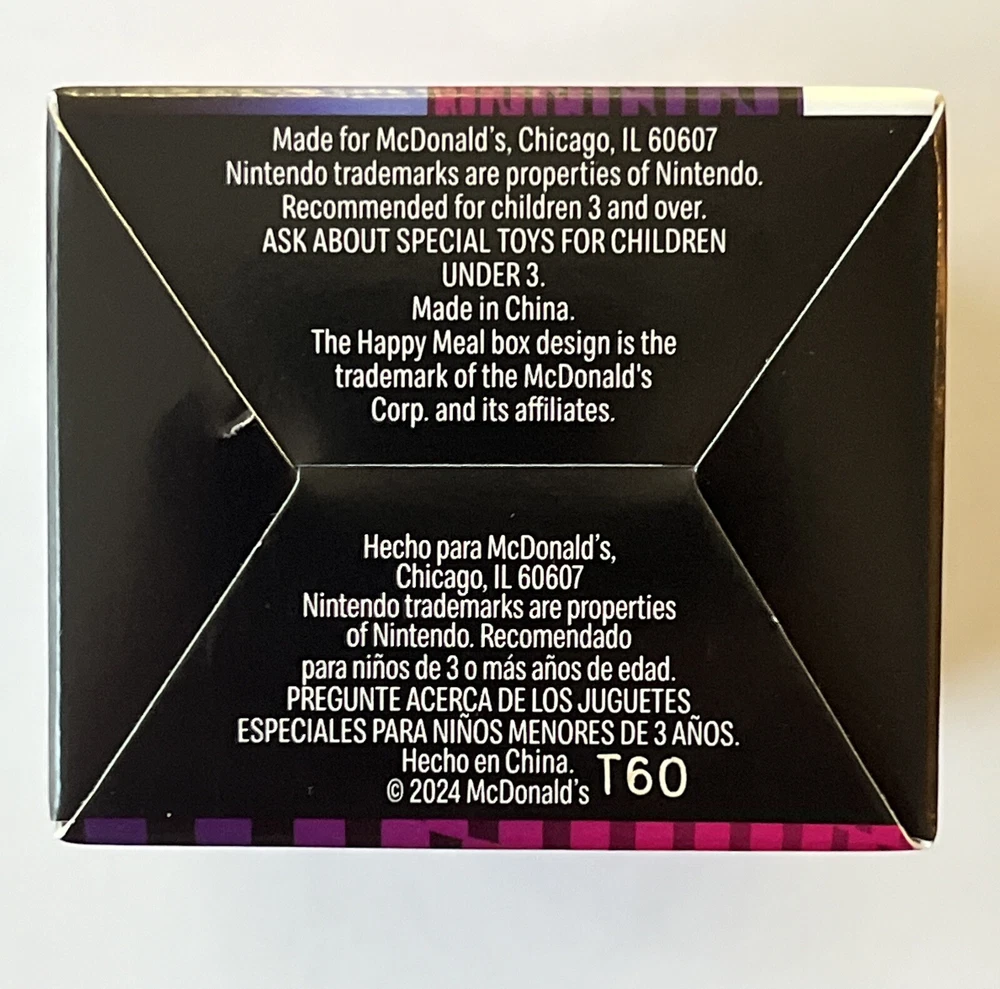 Made for McDonald's, Chicago, IL 60607
Nintendo trademarks are properties of Nintendo.
Recommended for children 3 and over.
ASK ABOUT SPECIAL TOYS FOR CHILDREN
UNDER 3.
Made in China.
The Happy Meal box design is the
trademark of the McDonald's
Corp. and its affiliates.
Hecho para McDonald's,
Chicago, IL 60607
Nintendo trademarks are properties
of Nintendo. Recomendado
para niños de 3 o más años de edad.
PREGUNTE ACERCA DE LOS JUGUETES
ESPECIALES PARA NIÑOS MENORES DE 3 AÑOS.
Hecho en China.
© 2024 McDonald's
T60